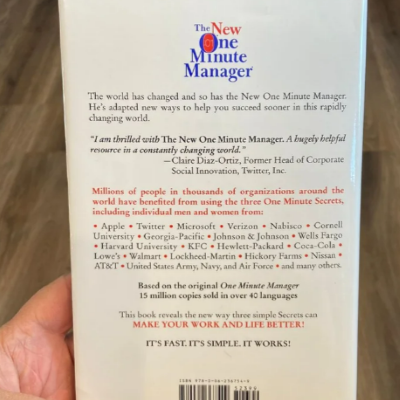 The New
One
Minute
Manager
The world has changed and so has the New One Minute Manager.
He's adapted new ways to help you succeed sooner in this rapidly
changing world.
"I am thrilled with The New One Minute Manager. A hugely helpful
resource in a constantly changing world."
—Claire Diaz-Ortiz, Former Head of Corporate
Social Innovation, Twitter, Inc.
Millions of people in thousands of organizations around the
world have benefited from using the three One Minute Secrets,
including individual men and women from:
• Apple • Twitter • Microsoft • Verizon • Nabisco • Cornell
University • Georgia-Pacific • Johnson & Johnson • Wells Fargo
• Harvard University • KFC • Hewlett-Packard • Coca-Cola •
Lowe's • Walmart • Lockheed-Martin • Hickory Farms • Nissan •
AT&T • United States Army, Navy, and Air Force • and many others.
Based on the original One Minute Manager
15 million copies sold in over 40 languages
This book reveals the new way three simple Secrets can
MAKE YOUR WORK AND LIFE BETTER!
IT'S FAST. IT'S SIMPLE. IT WORKS!